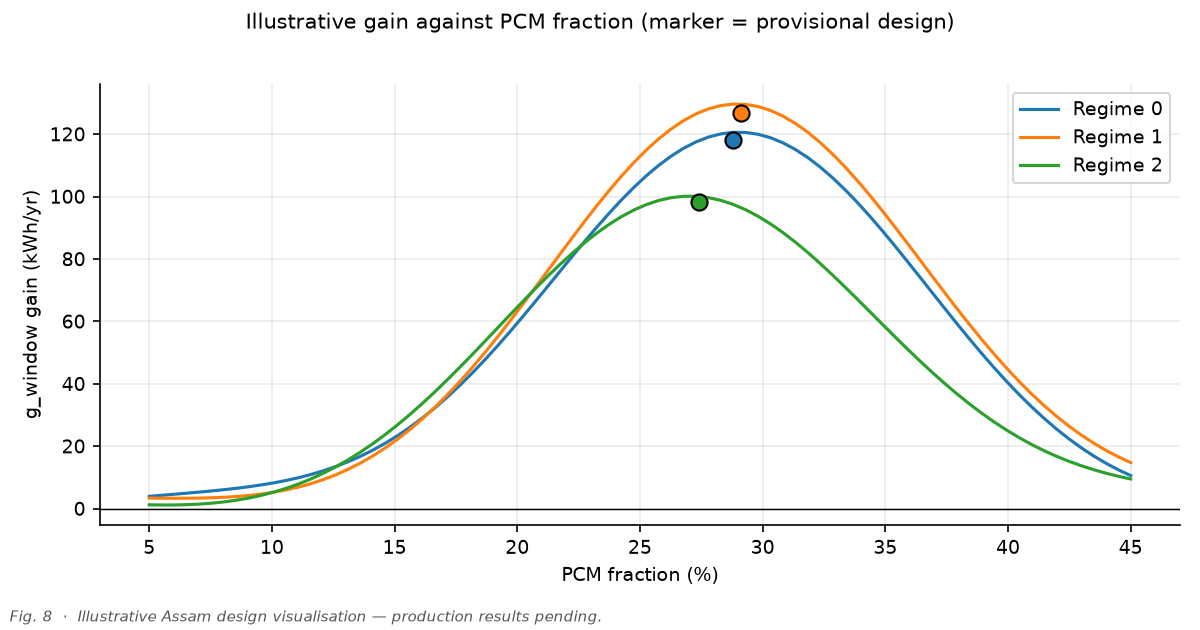 Illustrative gain against PCM fraction (marker = provisional design)
g_window gain (kWh/yr)
120
100
80
60
40
20
0
Regime 0
Regime 1
Regime 2
5 10 15 20 25 30 35 40 45
PCM fraction (%)
Fig. 8 · Illustrative Assam design visualisation — production results pending.